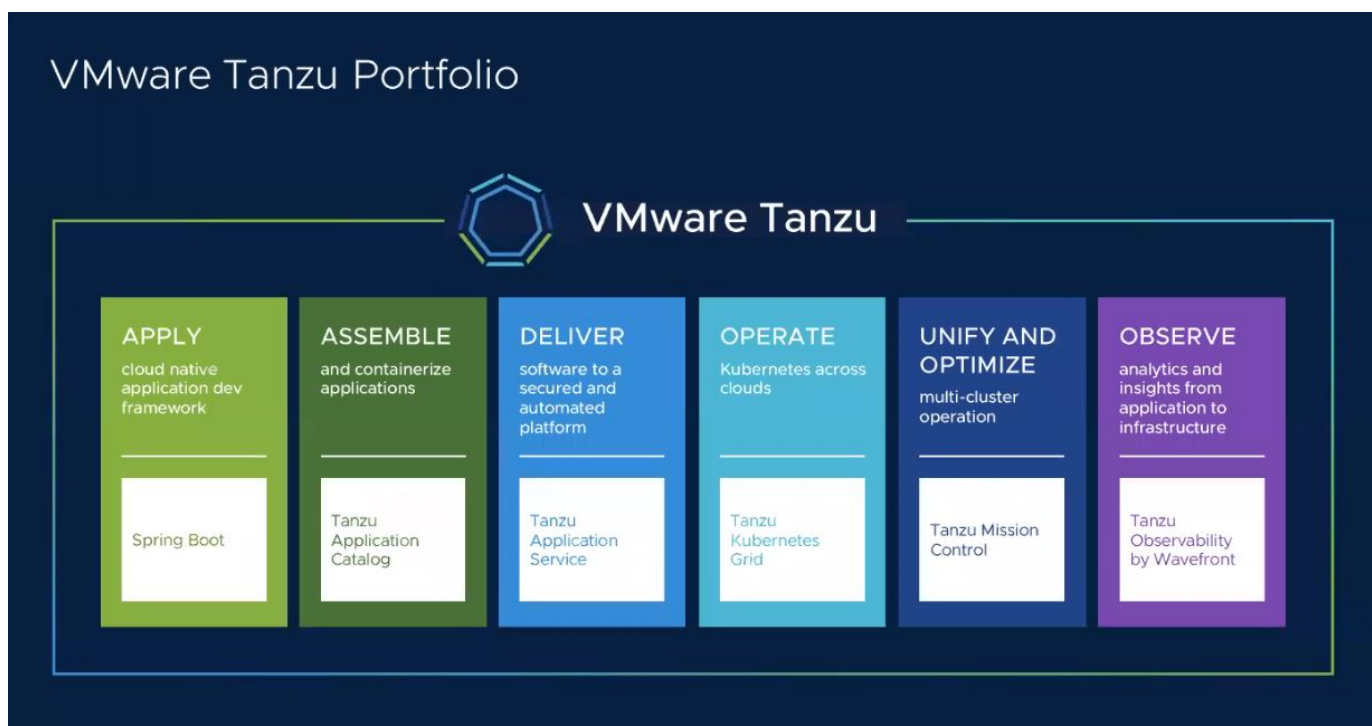 VMware Tanzu Portfolio
VMware Tanzu
APPLY
cloud native
application dev
framework
Spring Boot
ASSEMBLE
and containerize
applications
Tanzu
Application
Catalog
DELIVER
software to a
secured and
automated
platform
Tanzu
Application
Service
OPERATE
Kubernetes across
clouds
Tanzu
Kubernetes
Grid
UNIFY AND
OPTIMIZE
multi-cluster
operation
Tanzu Mission
Control
OBSERVE
analytics and
insights from
application to
infrastructure
Tanzu
Observability
by Wavefront